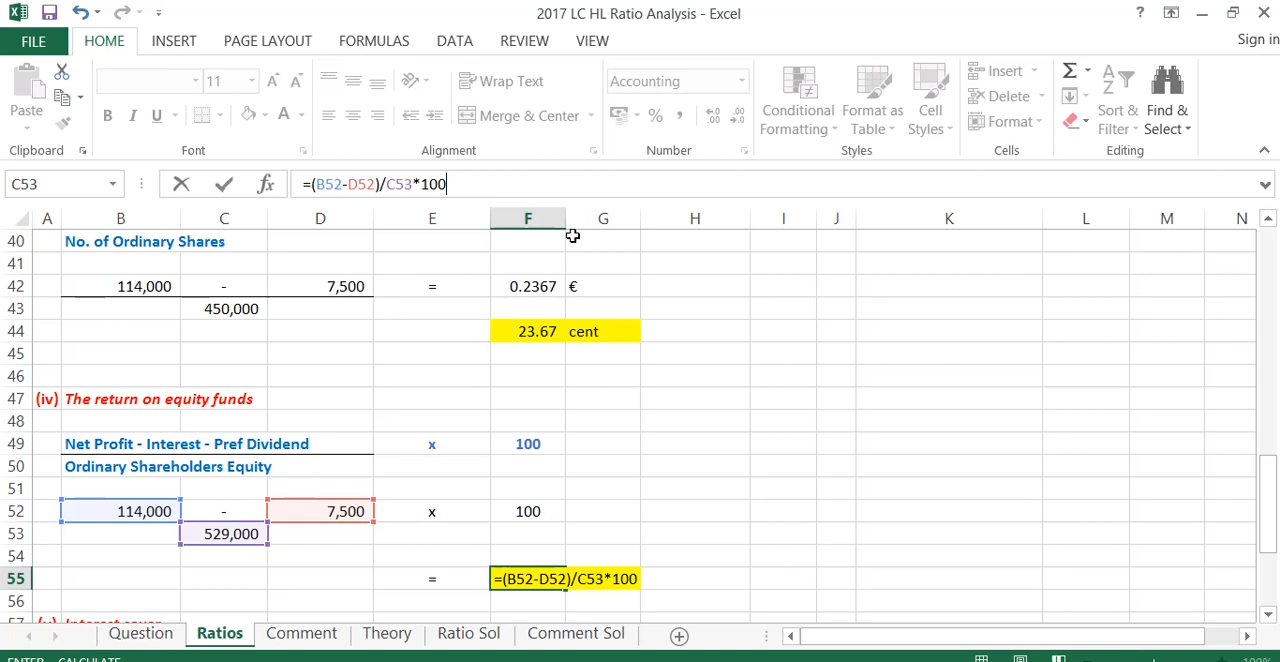 2017 LC HL Ratio Analysis - Excel
?
Sign in
FILE HOME INSERT PAGE LAYOUT FORMULAS DATA REVIEW VIEW
Paste
Clipboard
11
B I U A
Font
Wrap Text
Merge & Center
Alignment
Accounting
%
Number
Conditional Formatting
Format as Table
Cell Styles
Styles
Insert
Delete
Format
Cells
Sort & Filter
Find & Select
Editing
C53 fx =(B52-D52)/C53*100
A B C D E F G H I J K L M N
40 No. of Ordinary Shares
41
42 114,000 - 7,500 = 0.2367 €
43 450,000
44 23.67 cent
45
46
47 (iv) The return on equity funds
48
49 Net Profit - Interest - Pref Dividend x 100
50 Ordinary Shareholders Equity
51
52 114,000 - 7,500 x 100
53 529,000
54
55 = =(B52-D52)/C53*100
56
57 (v) Interest cover
Question Ratios Comment Theory Ratio Sol Comment Sol
ENTER CALCULATE 100%